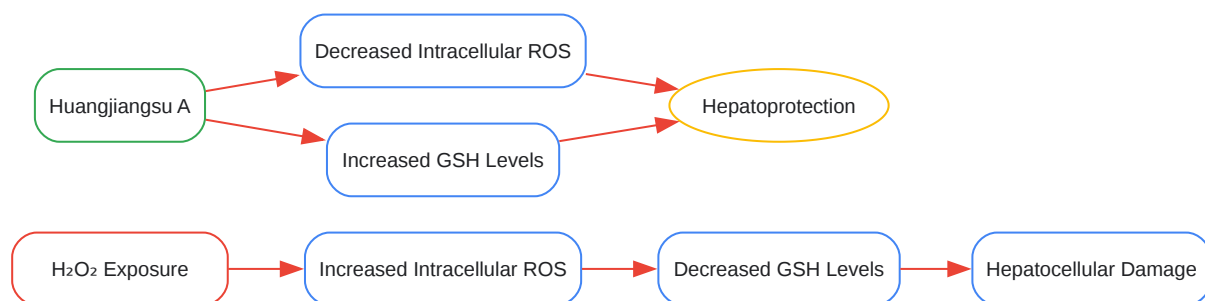 Decreased Intracellular ROS
Huangjiangsu A
Hepatoprotection
Increased GSH Levels
H₂O₂ Exposure
Increased Intracellular ROS
Decreased GSH Levels
Hepatocellular Damage